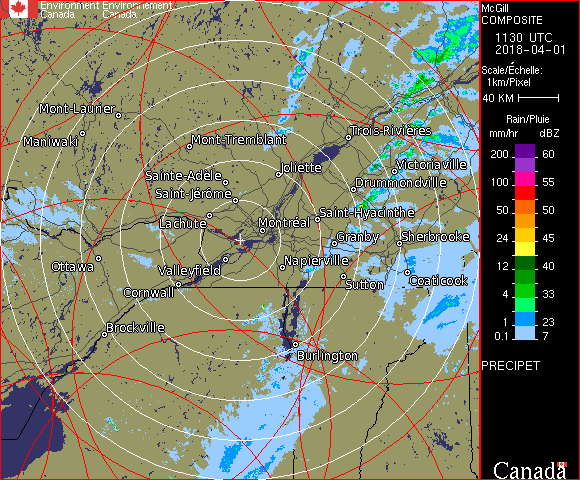 Environment Environnement
Canada Canada
McGill
COMPOSITE
1130 UTC
2018-04-01
Scale/Échelle:
1km/Pixel
40 KM
Rain/Pluie
mm/hr dBZ
200 60
100 55
50 50
24 45
12 40
4 33
1 23
0.1 7
PRECIPET
Canada
Mont-Laurier
Maniwaki
Mont-Tremblant
Trois-Rivières
Joliette
Victoriaville
Sainte-Adèle
Drummondville
Saint-Jérôme
Lachute
Saint-Hyacinthe
Montréal
Granby
Sherbrooke
Ottawa
Valleyfield
Napierville
Sutton
Coaticook
Cornwall
Brockville
Burlington